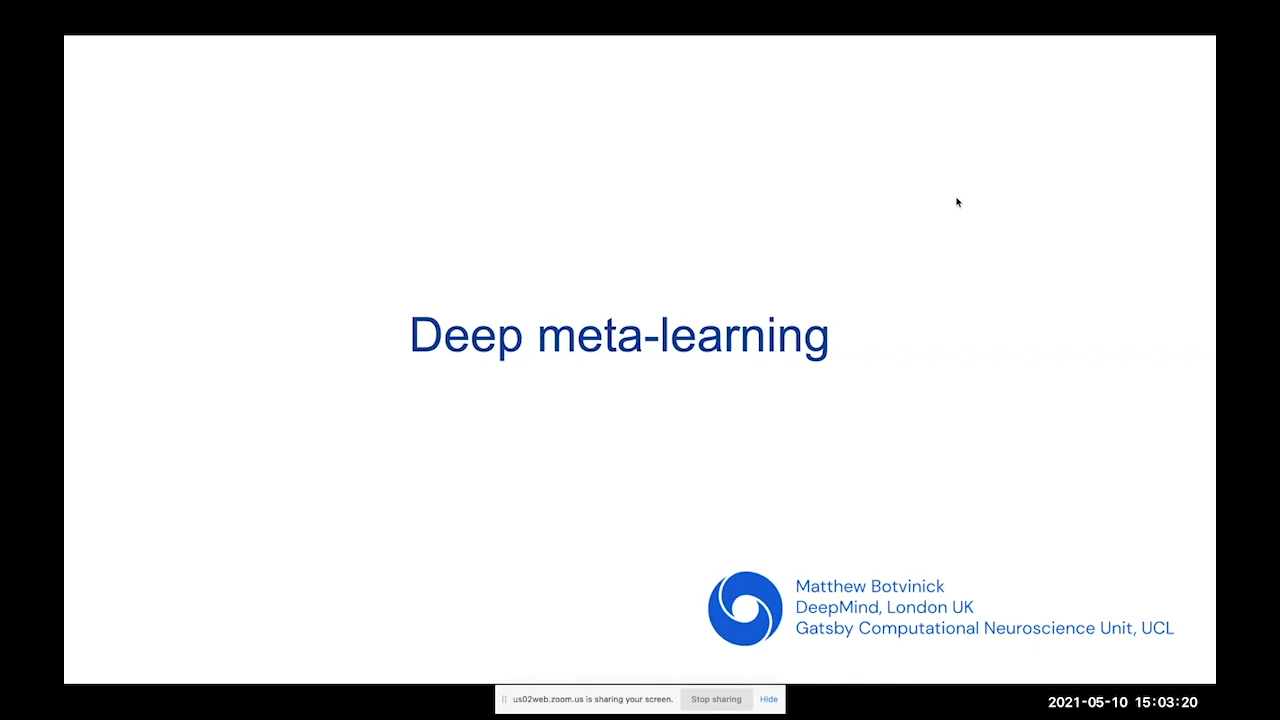 Deep meta-learning
Matthew Botvinick
DeepMind, London UK
Gatsby Computational Neuroscience Unit, UCL
us02web.zoom.us is sharing your screen. Stop sharing Hide
2021-05-10 15:03:20